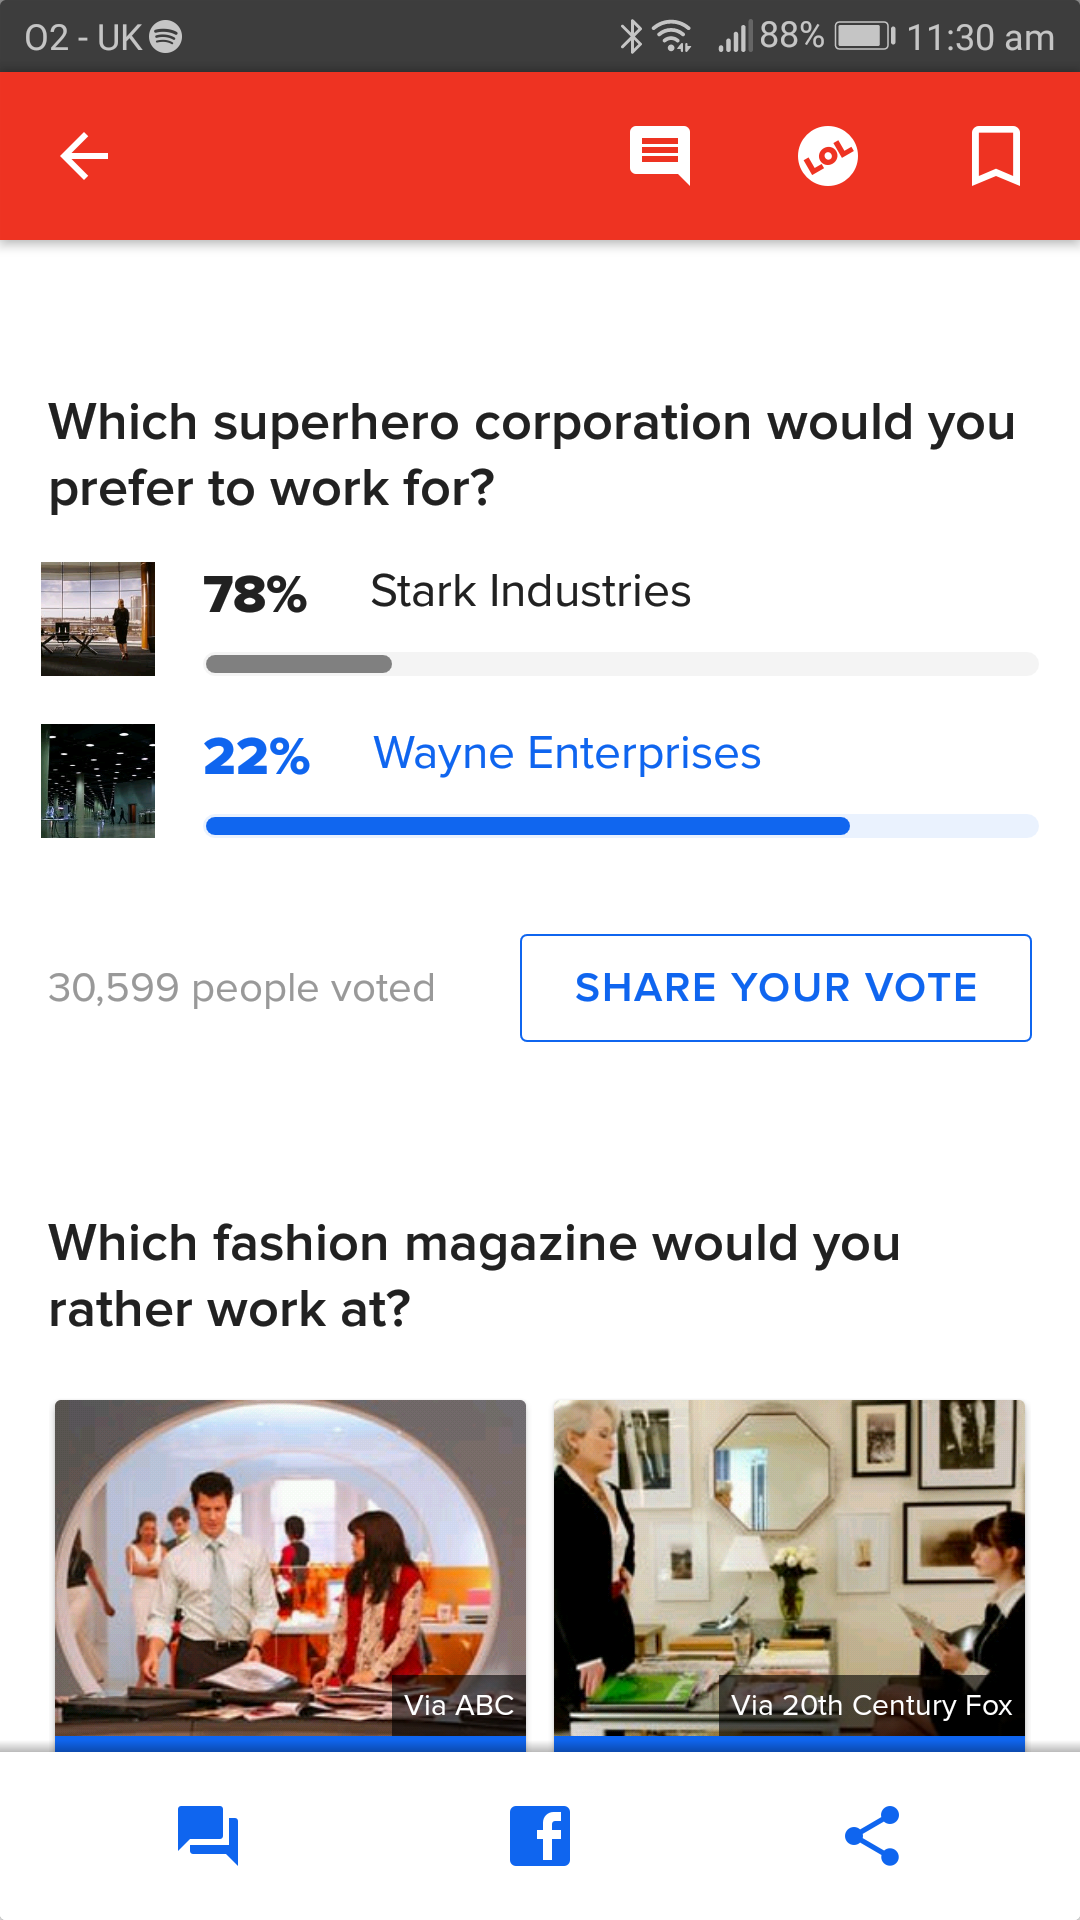 O2 - UK 88% 11:30 am
LOL
Which superhero corporation would you
prefer to work for?
78% Stark Industries
22% Wayne Enterprises
30,599 people voted SHARE YOUR VOTE
Which fashion magazine would you
rather work at?
Via ABC Via 20th Century Fox